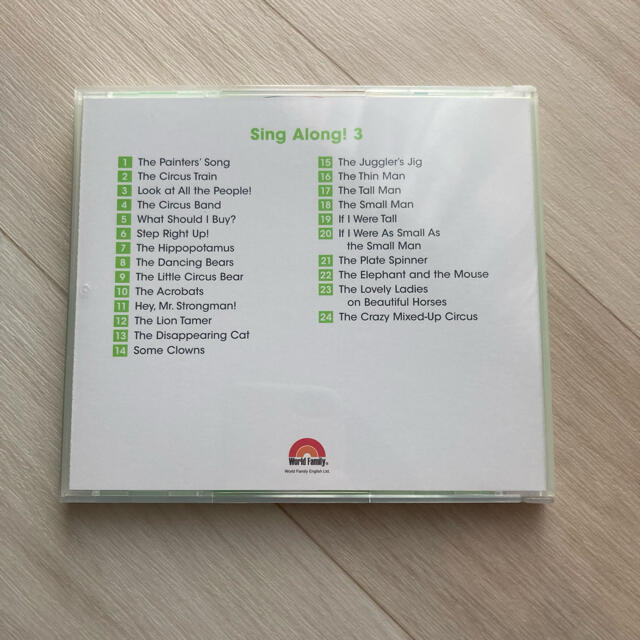 Sing Along! 3
1 The Painters' Song
2 The Circus Train
3 Look at All the People!
4 The Circus Band
5 What Should I Buy?
6 Step Right Up!
7 The Hippopotamus
8 The Dancing Bears
9 The Little Circus Bear
10 The Acrobats
11 Hey, Mr. Strongman!
12 The Lion Tamer
13 The Disappearing Cat
14 Some Clowns
15 The Juggler's Jig
16 The Thin Man
17 The Tall Man
18 The Small Man
19 If I Were Tall
20 If I Were As Small As
the Small Man
21 The Plate Spinner
22 The Elephant and the Mouse
23 The Lovely Ladies
on Beautiful Horses
24 The Crazy Mixed-Up Circus
World Family®
World Family English Ltd.